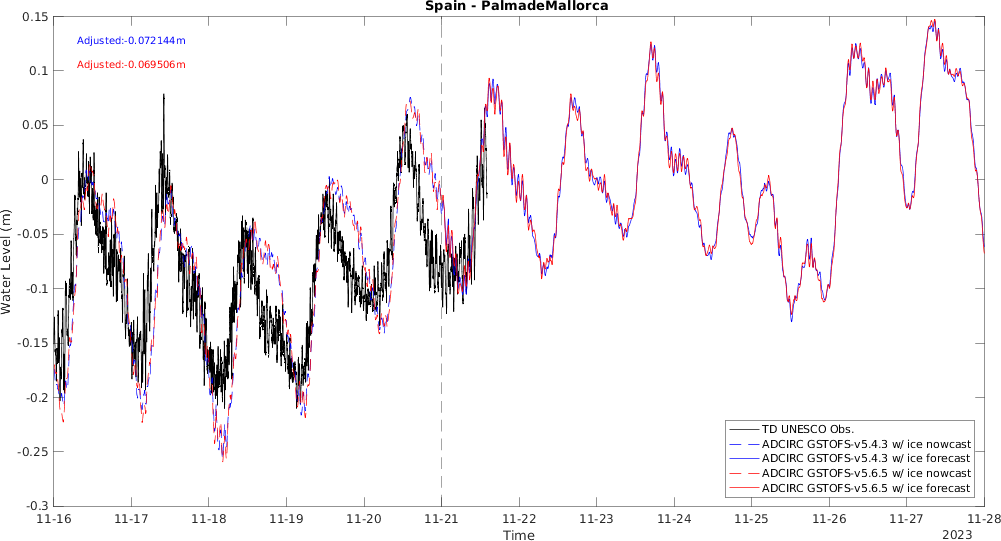 Spain - PalmadeMallorca
Adjusted:-0.072144m
Adjusted:-0.069506m
Water Level (m)
0.15
0.1
0.05
0
-0.05
-0.1
-0.15
-0.2
-0.25
-0.3
TD UNESCO Obs.
ADCIRC GSTOFS-v5.4.3 w/ ice nowcast
ADCIRC GSTOFS-v5.4.3 w/ ice forecast
ADCIRC GSTOFS-v5.6.5 w/ ice nowcast
ADCIRC GSTOFS-v5.6.5 w/ ice forecast
11-16 11-17 11-18 11-19 11-20 11-21 11-22 11-23 11-24 11-25 11-26 11-27 11-28
Time
2023